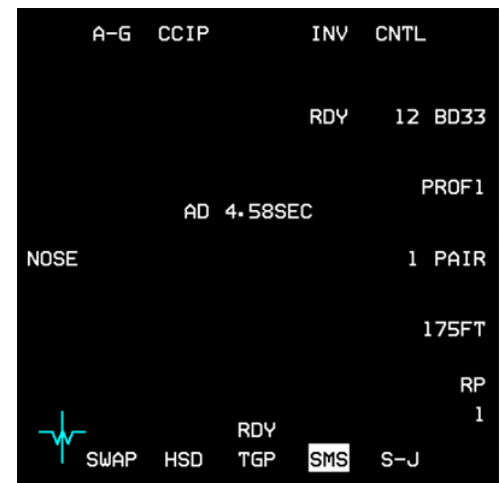 A-G CCIP INV CNTL
RDY 12 BD33
PROF1
AD 4.58SEC
NOSE 1 PAIR
175FT
RP
1
RDY
SWAP HSD TGP SMS S-J